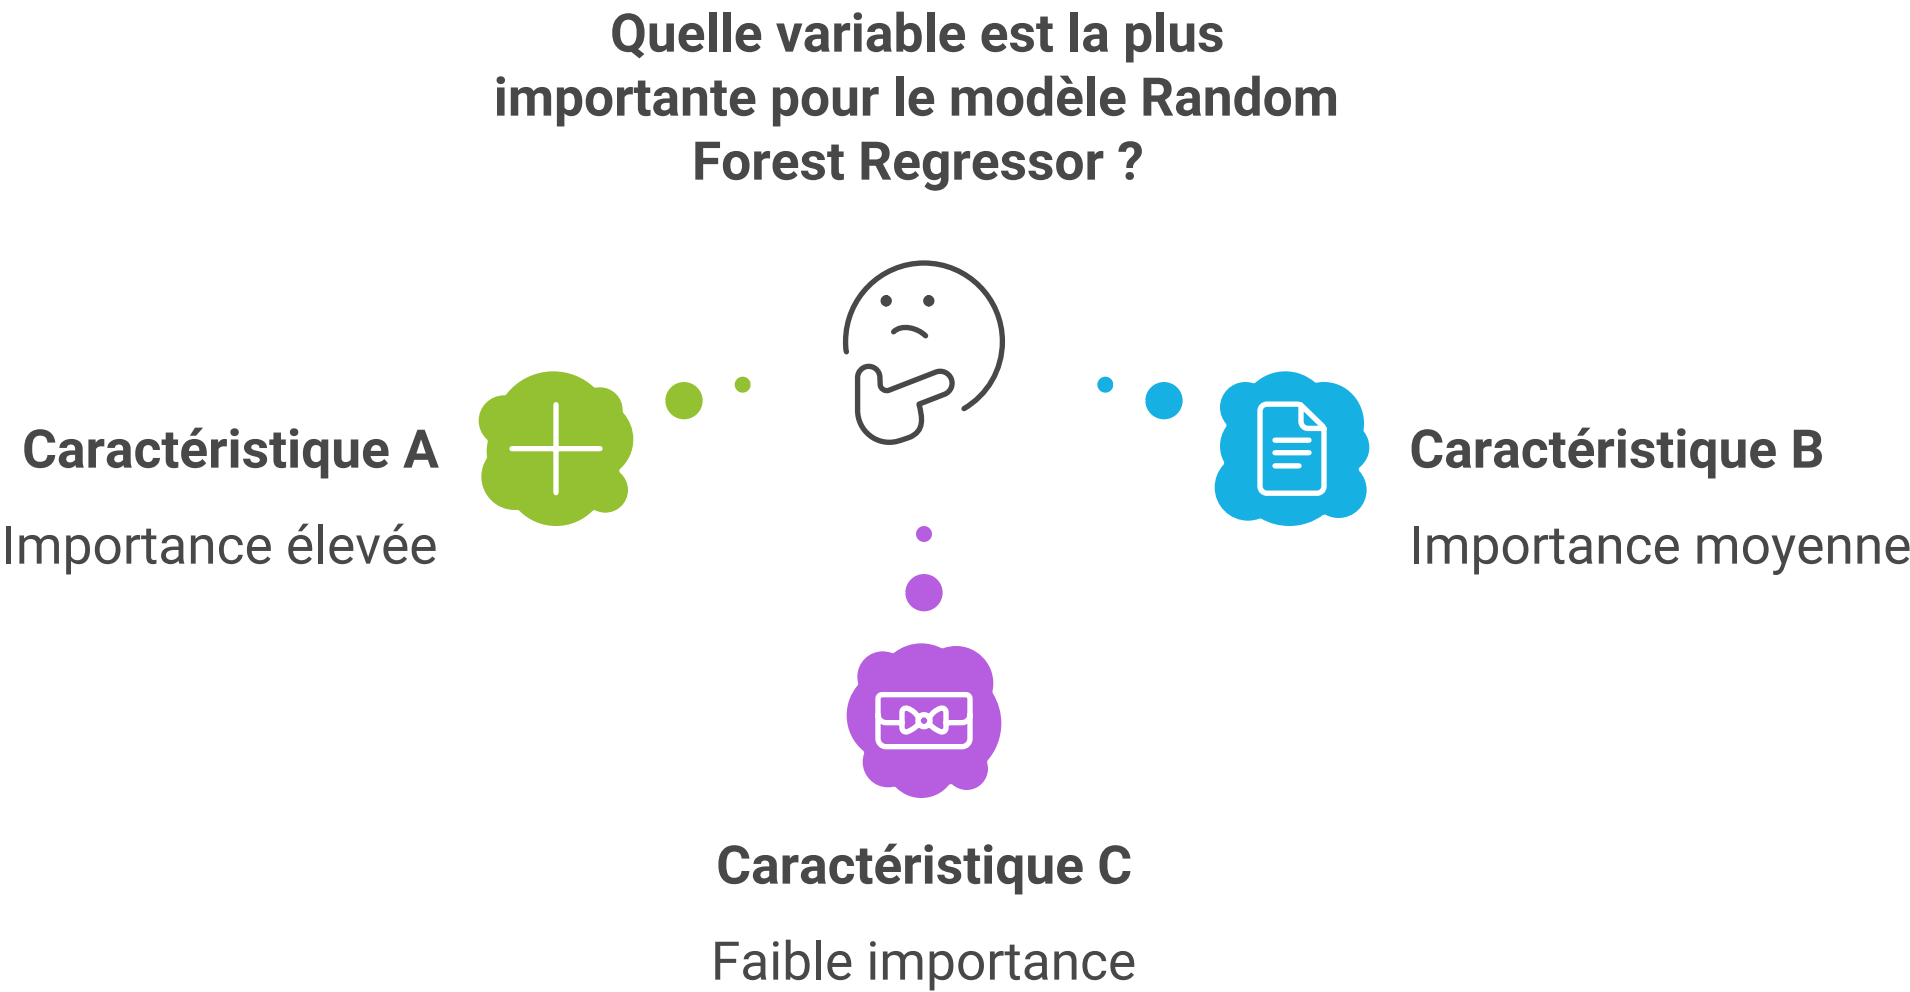 Quelle variable est la plus
importante pour le modèle Random
Forest Regressor ?
Caractéristique A
Importance élevée
Caractéristique B
Importance moyenne
Caractéristique C
Faible importance